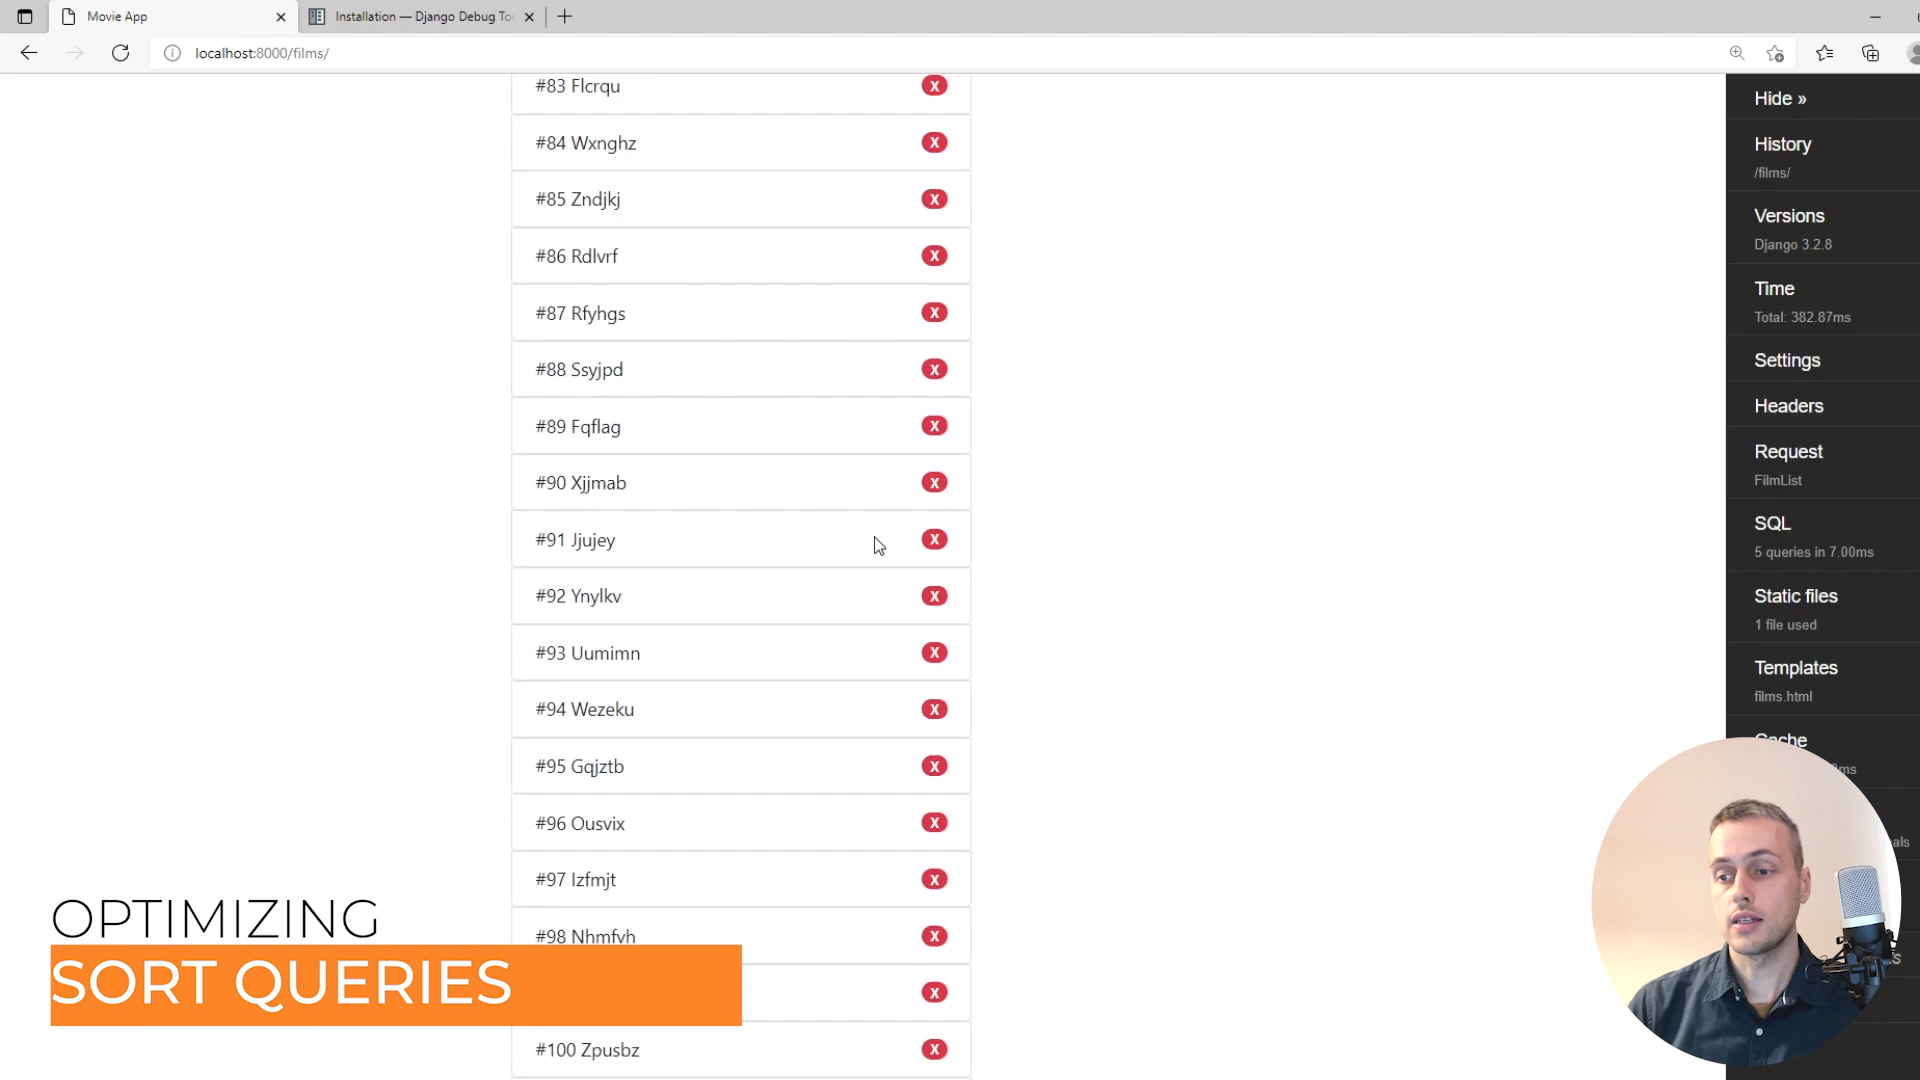 Movie App
Installation — Django Debug To
localhost:8000/films/
#83 Flcrqu X
#84 Wxnghz X
#85 Zndjkj X
#86 Rdlvrf X
#87 Rfyhgs X
#88 Ssyjpd X
#89 Fqflag X
#90 Xjjmab X
#91 Jjujey X
#92 Ynylkv X
#93 Uumimn X
#94 Wezeku X
#95 Gqjztb X
#96 Ousvix X
#97 Izfmjt X
#98 Nhmfvh X
X
#100 Zpusbz X
Hide »
History
/films/
Versions
Django 3.2.8
Time
Total: 382.87ms
Settings
Headers
Request
FilmList
SQL
5 queries in 7.00ms
Static files
1 file used
Templates
films.html
Cache
OPTIMIZING
SORT QUERIES